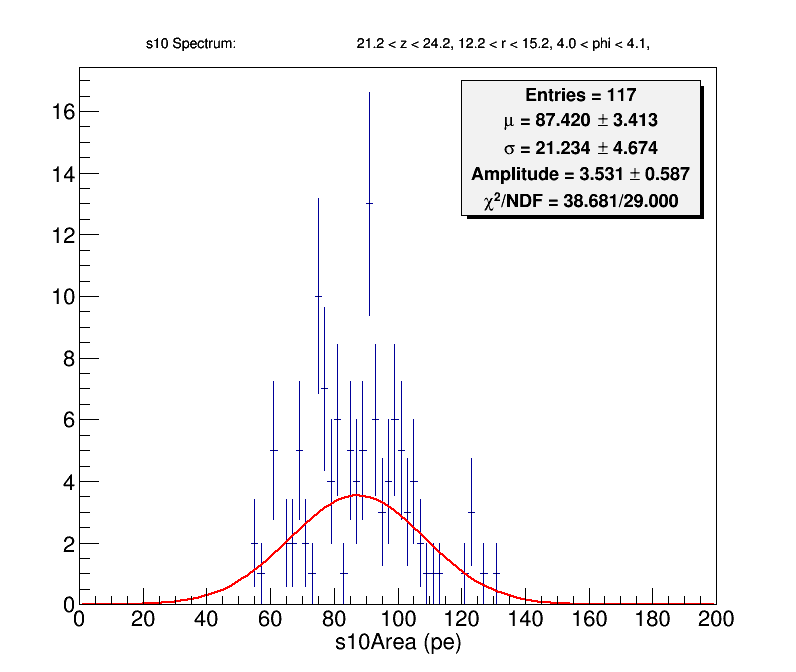 s10 Spectrum: 21.2 < z < 24.2, 12.2 < r < 15.2, 4.0 < phi < 4.1,
Entries = 117
μ = 87.420 ± 3.413
σ = 21.234 ± 4.674
Amplitude = 3.531 ± 0.587
χ²/NDF = 38.681/29.000
16
14
12
10
8
6
4
2
0
0 20 40 60 80 100 120 140 160 180 200
s10Area (pe)